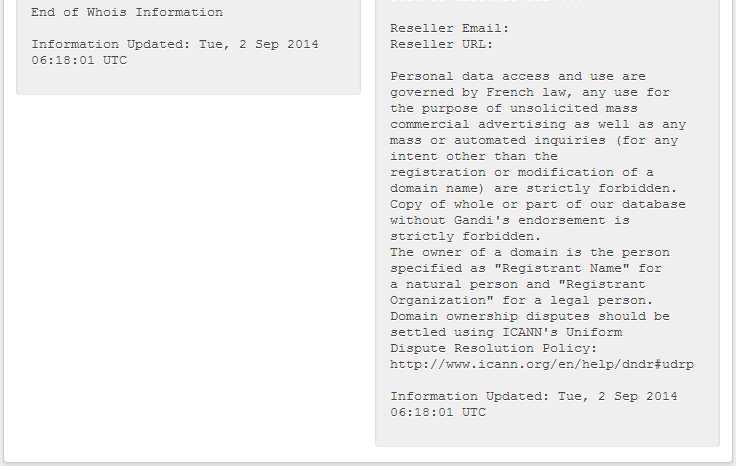 End of Whois Information
Information Updated: Tue, 2 Sep 2014
06:18:01 UTC
Reseller Email:
Reseller URL:
Personal data access and use are
governed by French law, any use for
the purpose of unsolicited mass
commercial advertising as well as any
mass or automated inquiries (for any
intent other than the
registration or modification of a
domain name) are strictly forbidden.
Copy of whole or part of our database
without Gandi's endorsement is
strictly forbidden.
The owner of a domain is the person
specified as "Registrant Name" for
a natural person and "Registrant
Organization" for a legal person.
Domain ownership disputes should be
settled using ICANN's Uniform
Dispute Resolution Policy:
http://www.icann.org/en/help/dndr#udrp
Information Updated: Tue, 2 Sep 2014
06:18:01 UTC